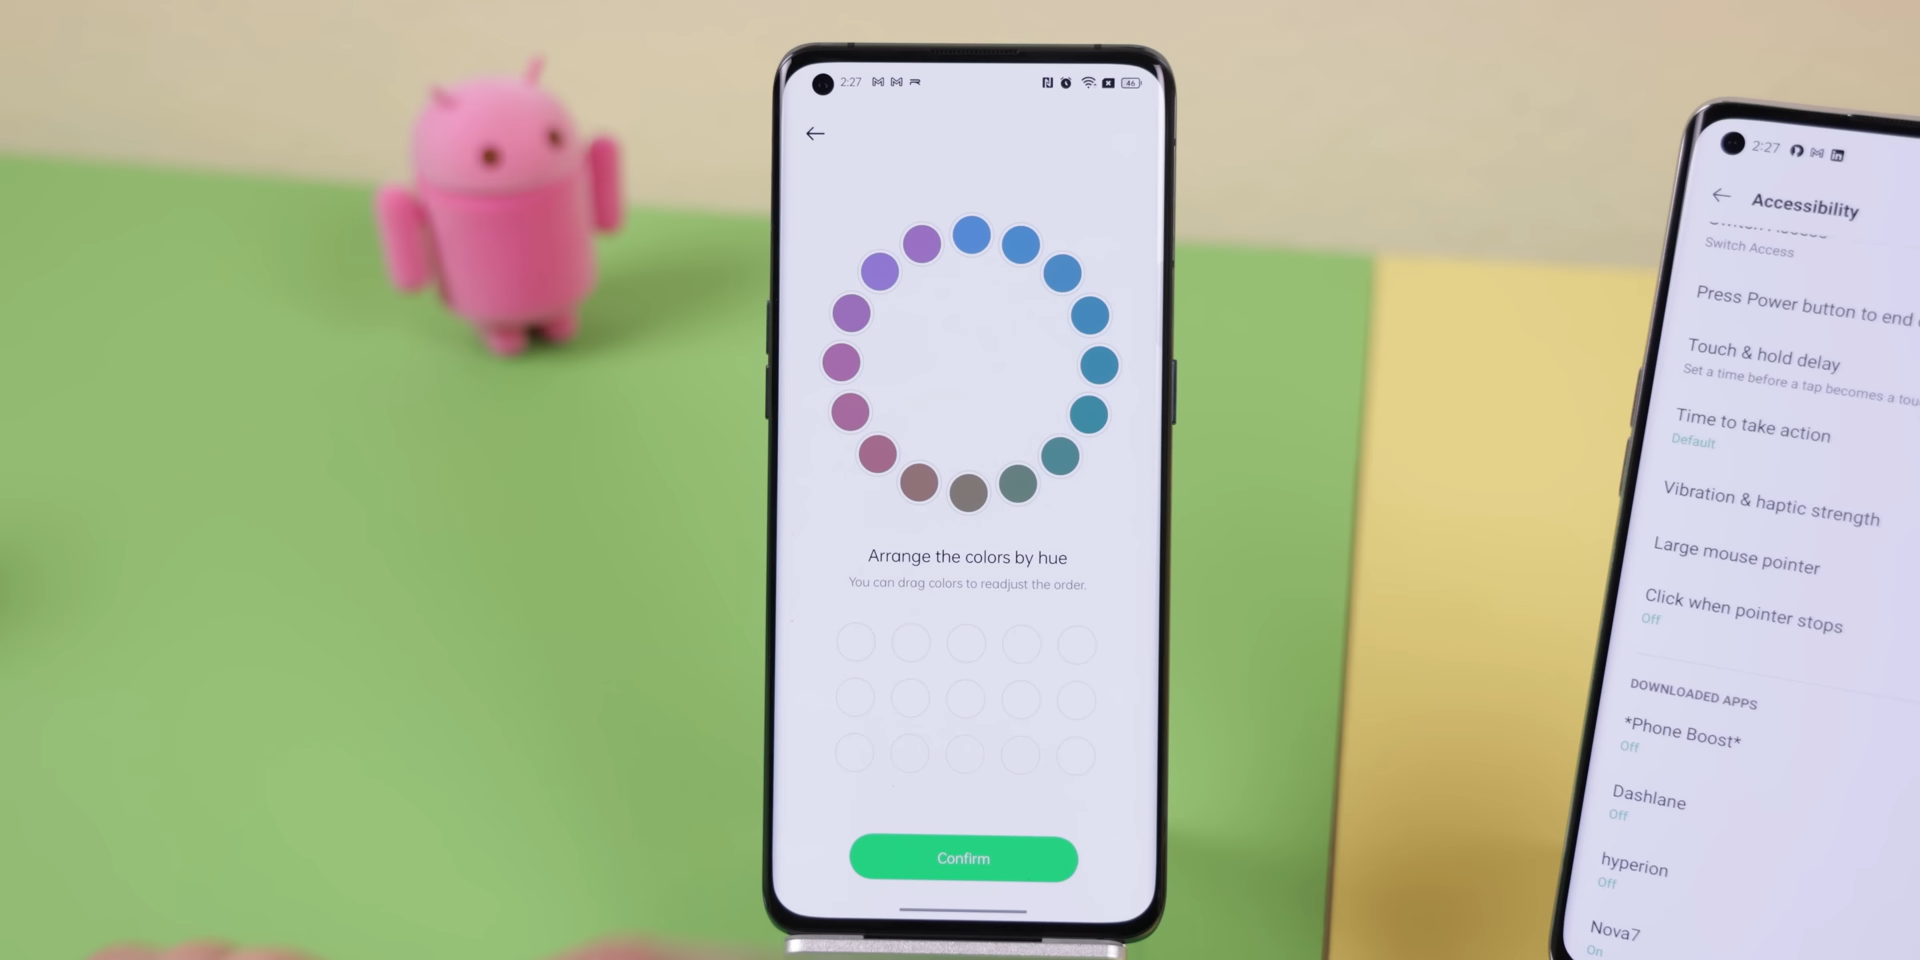 2:27
46
Arrange the colors by hue
You can drag colors to readjust the order.
Confirm
2:27
Accessibility
Switch Access
Press Power button to end
Touch & hold delay
Set a time before a tap becomes a
Time to take action
Default
Vibration & haptic strength
Large mouse pointer
Click when pointer stops
Off
DOWNLOADED APPS
*Phone Boost*
Off
Dashlane
Off
hyperion
Off
Nova7
On